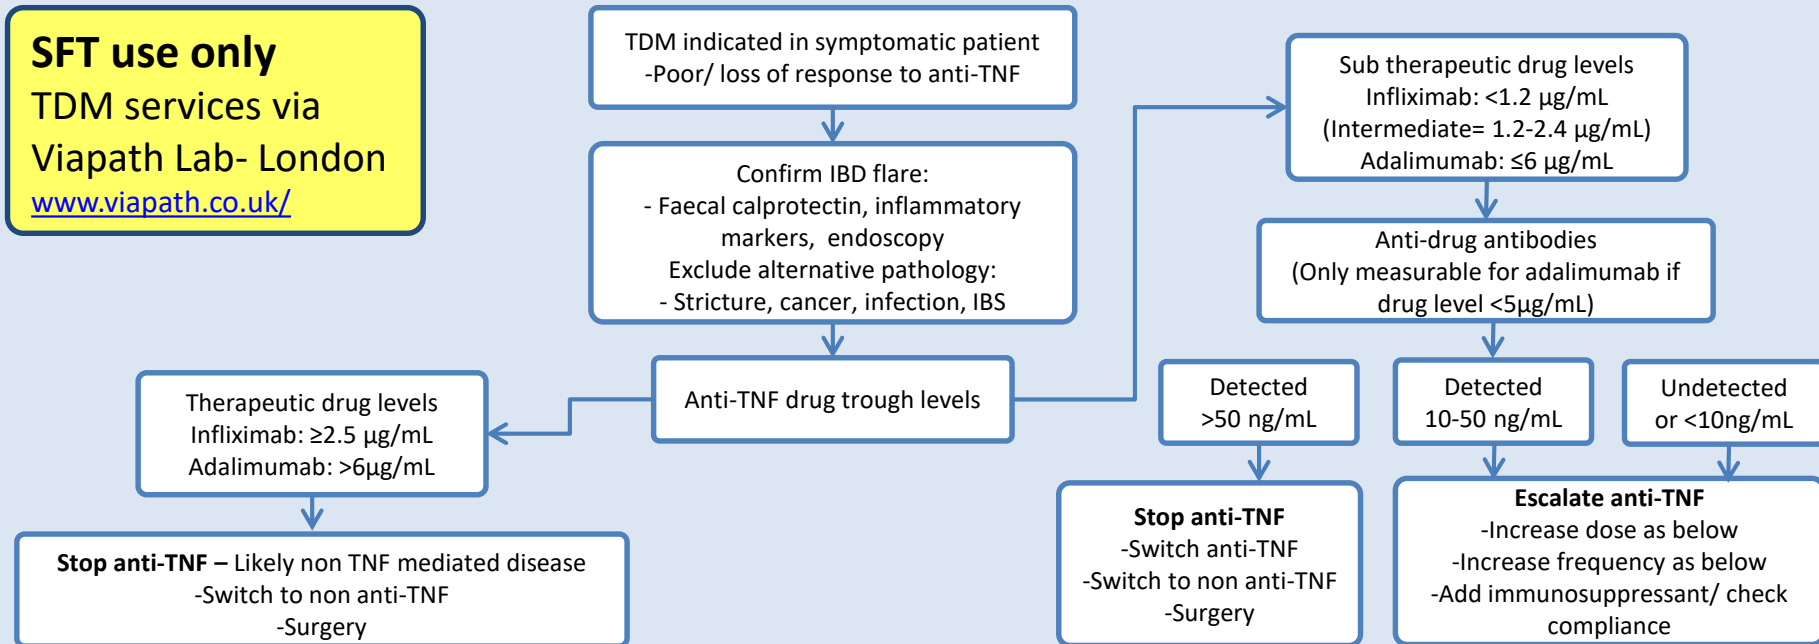 SFT use only
TDM services via
Viapath Lab- London
www.viapath.co.uk/
TDM indicated in symptomatic patient
-Poor/ loss of response to anti-TNF
Confirm IBD flare:
- Faecal calprotectin, inflammatory
markers, endoscopy
Exclude alternative pathology:
- Stricture, cancer, infection, IBS
Anti-TNF drug trough levels
Therapeutic drug levels
Infliximab: ≥2.5 µg/mL
Adalimumab: >6µg/mL
Stop anti-TNF – Likely non TNF mediated disease
-Switch to non anti-TNF
-Surgery
Sub therapeutic drug levels
Infliximab: <1.2 µg/mL
(Intermediate= 1.2-2.4 µg/mL)
Adalimumab: ≤6 µg/mL
Anti-drug antibodies
(Only measurable for adalimumab if
drug level <5µg/mL)
Detected
>50 ng/mL
Detected
10-50 ng/mL
Undetected
or <10ng/mL
Stop anti-TNF
-Switch anti-TNF
-Switch to non anti-TNF
-Surgery
Escalate anti-TNF
-Increase dose as below
-Increase frequency as below
-Add immunosuppressant/ check
compliance